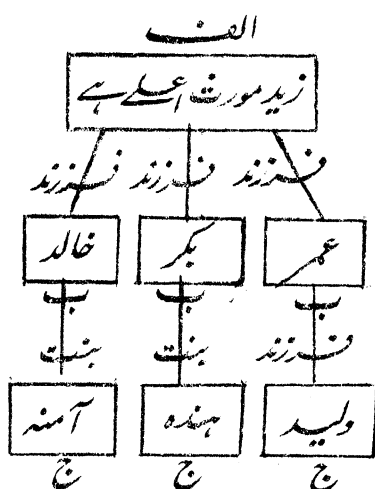 الف
زید مورث اعلے ہے
فرزند فرزند فرزند
عمر بکر خالد
ب ب ب
فرزند بنت بنت
ولید ہندہ آمنہ
ج ج ج